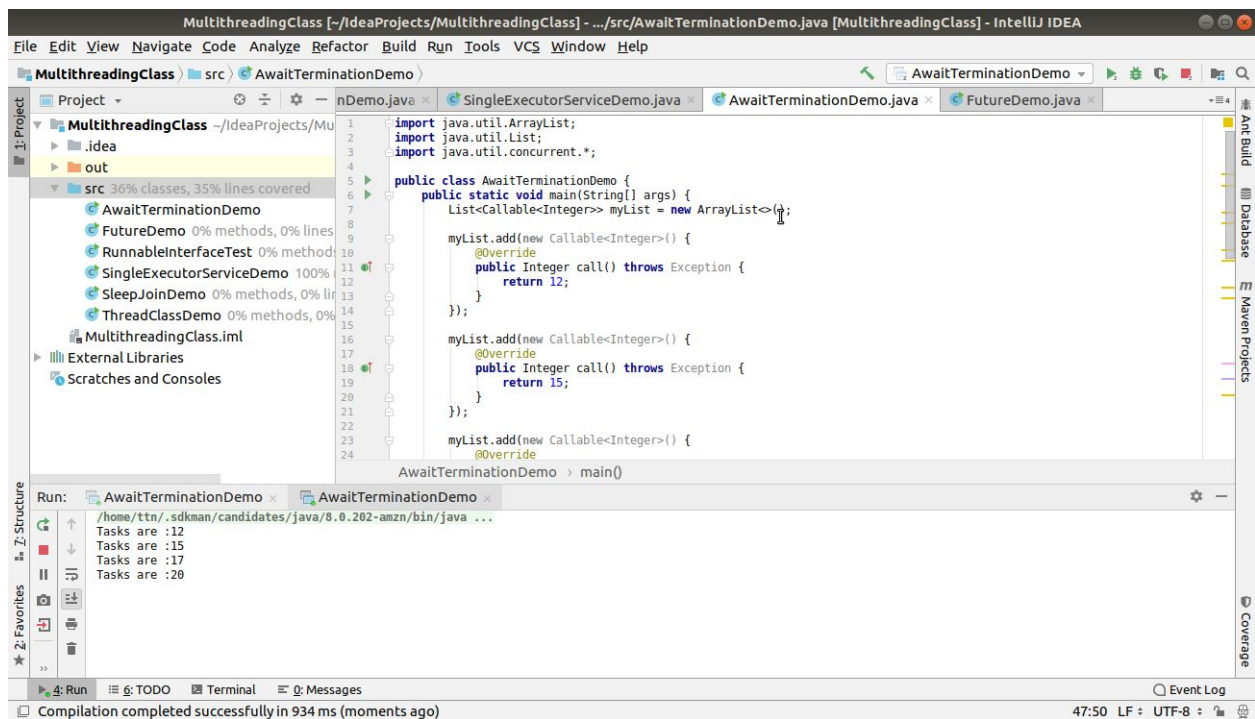 MultithreadingClass [~/IdeaProjects/MultithreadingClass] - .../src/AwaitTerminationDemo.java [MultithreadingClass] - IntelliJ IDEA
File Edit View Navigate Code Analyze Refactor Build Run Tools VCS Window Help
MultithreadingClass src AwaitTerminationDemo AwaitTerminationDemo
Project nDemo.java SingleExecutorServiceDemo.java AwaitTerminationDemo.java FutureDemo.java 4
1: Project
MultithreadingClass ~/IdeaProjects/Mu
.idea
out
src 36% classes, 35% lines covered
AwaitTerminationDemo
FutureDemo 0% methods, 0% lines
RunnableInterfaceTest 0% method
SingleExecutorServiceDemo 100%
SleepJoinDemo 0% methods, 0% lin
ThreadClassDemo 0% methods, 0%
MultithreadingClass.iml
External Libraries
Scratches and Consoles
1 import java.util.ArrayList;
2 import java.util.List;
3 import java.util.concurrent.*;
4
5 public class AwaitTerminationDemo {
6 public static void main(String[] args) {
7 List<Callable<Integer>> myList = new ArrayList<>();
8
9 myList.add(new Callable<Integer>() {
10 @Override
11 public Integer call() throws Exception {
12 return 12;
13 }
14 });
15
16 myList.add(new Callable<Integer>() {
17 @Override
18 public Integer call() throws Exception {
19 return 15;
20 }
21 });
22
23 myList.add(new Callable<Integer>() {
24 @Override
AwaitTerminationDemo main()
Ant Build
Database
m Maven Projects
Run: AwaitTerminationDemo AwaitTerminationDemo
/home/ttn/.sdkman/candidates/java/8.0.202-amzn/bin/java ...
Tasks are :12
Tasks are :15
Tasks are :17
Tasks are :20
7: Structure
2: Favorites
Coverage
4: Run 6: TODO Terminal 0: Messages Event Log
Compilation completed successfully in 934 ms (moments ago) 47:50 LF UTF-8